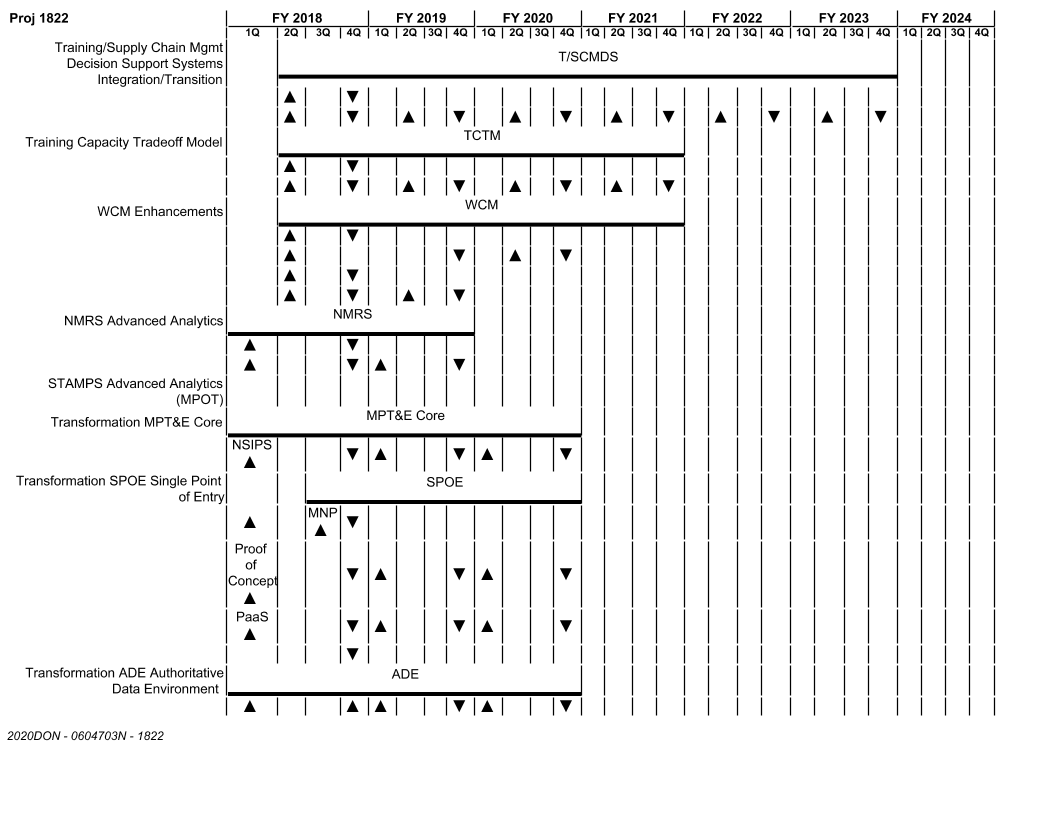 Proj 1822 FY 2018 FY 2019 FY 2020 FY 2021 FY 2022 FY 2023 FY 2024
1Q 2Q 3Q 4Q 1Q 2Q 3Q 4Q 1Q 2Q 3Q 4Q 1Q 2Q 3Q 4Q 1Q 2Q 3Q 4Q 1Q 2Q 3Q 4Q 1Q 2Q 3Q 4Q
Training/Supply Chain Mgmt
Decision Support Systems
Integration/Transition
T/SCMDS
Training Capacity Tradeoff Model
TCTM
WCM Enhancements
WCM
NMRS Advanced Analytics
NMRS
STAMPS Advanced Analytics
(MPOT)
Transformation MPT&E Core
MPT&E Core
NSIPS
Transformation SPOE Single Point
of Entry
SPOE
MNP
Proof
of
Concept
PaaS
Transformation ADE Authoritative
Data Environment
ADE
2020DON - 0604703N - 1822